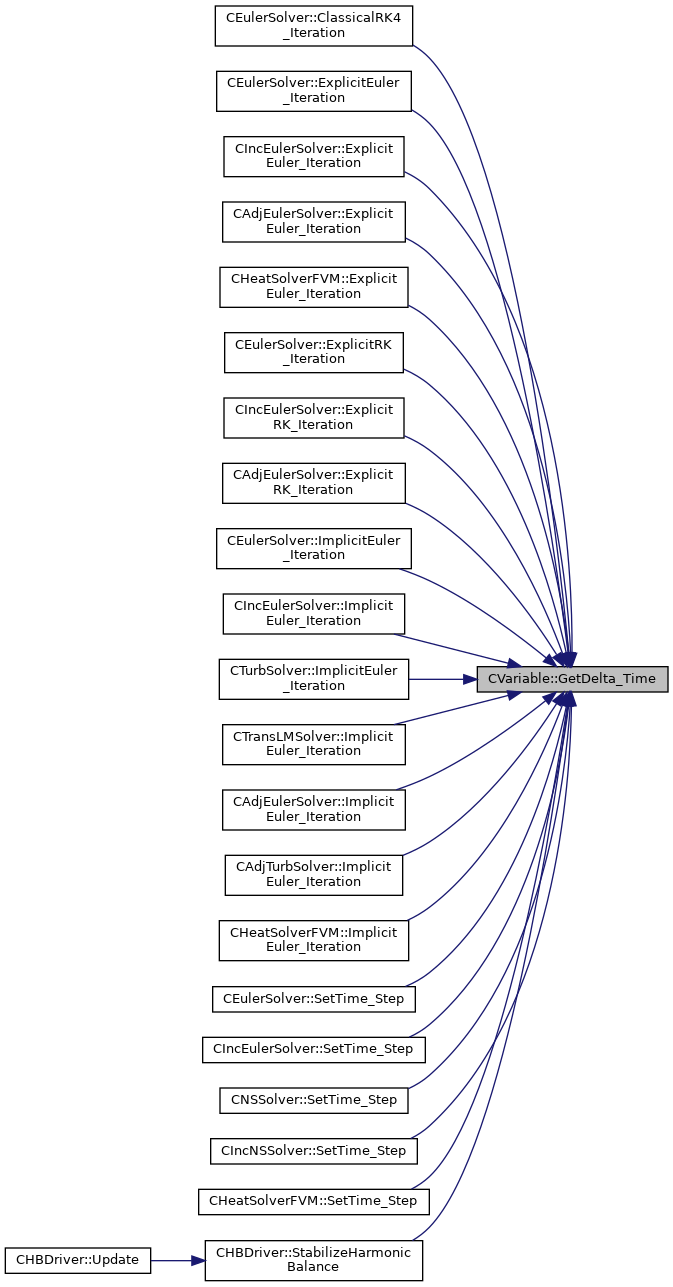 CEulerSolver::ClassicalRK4
_Iteration
CEulerSolver::ExplicitEuler
_Iteration
CIncEulerSolver::Explicit
Euler_Iteration
CAdjEulerSolver::Explicit
Euler_Iteration
CHeatSolverFVM::Explicit
Euler_Iteration
CEulerSolver::ExplicitRK
_Iteration
CIncEulerSolver::Explicit
RK_Iteration
CAdjEulerSolver::Explicit
RK_Iteration
CEulerSolver::ImplicitEuler
_Iteration
CIncEulerSolver::Implicit
Euler_Iteration
CTurbSolver::ImplicitEuler
_Iteration
CVariable::GetDelta_Time
CTransLMSolver::Implicit
Euler_Iteration
CAdjEulerSolver::Implicit
Euler_Iteration
CAdjTurbSolver::Implicit
Euler_Iteration
CHeatSolverFVM::Implicit
Euler_Iteration
CEulerSolver::SetTime_Step
CIncEulerSolver::SetTime_Step
CNSSolver::SetTime_Step
CIncNSSolver::SetTime_Step
CHeatSolverFVM::SetTime_Step
CHBDriver::Update
CHBDriver::StabilizeHarmonic
Balance